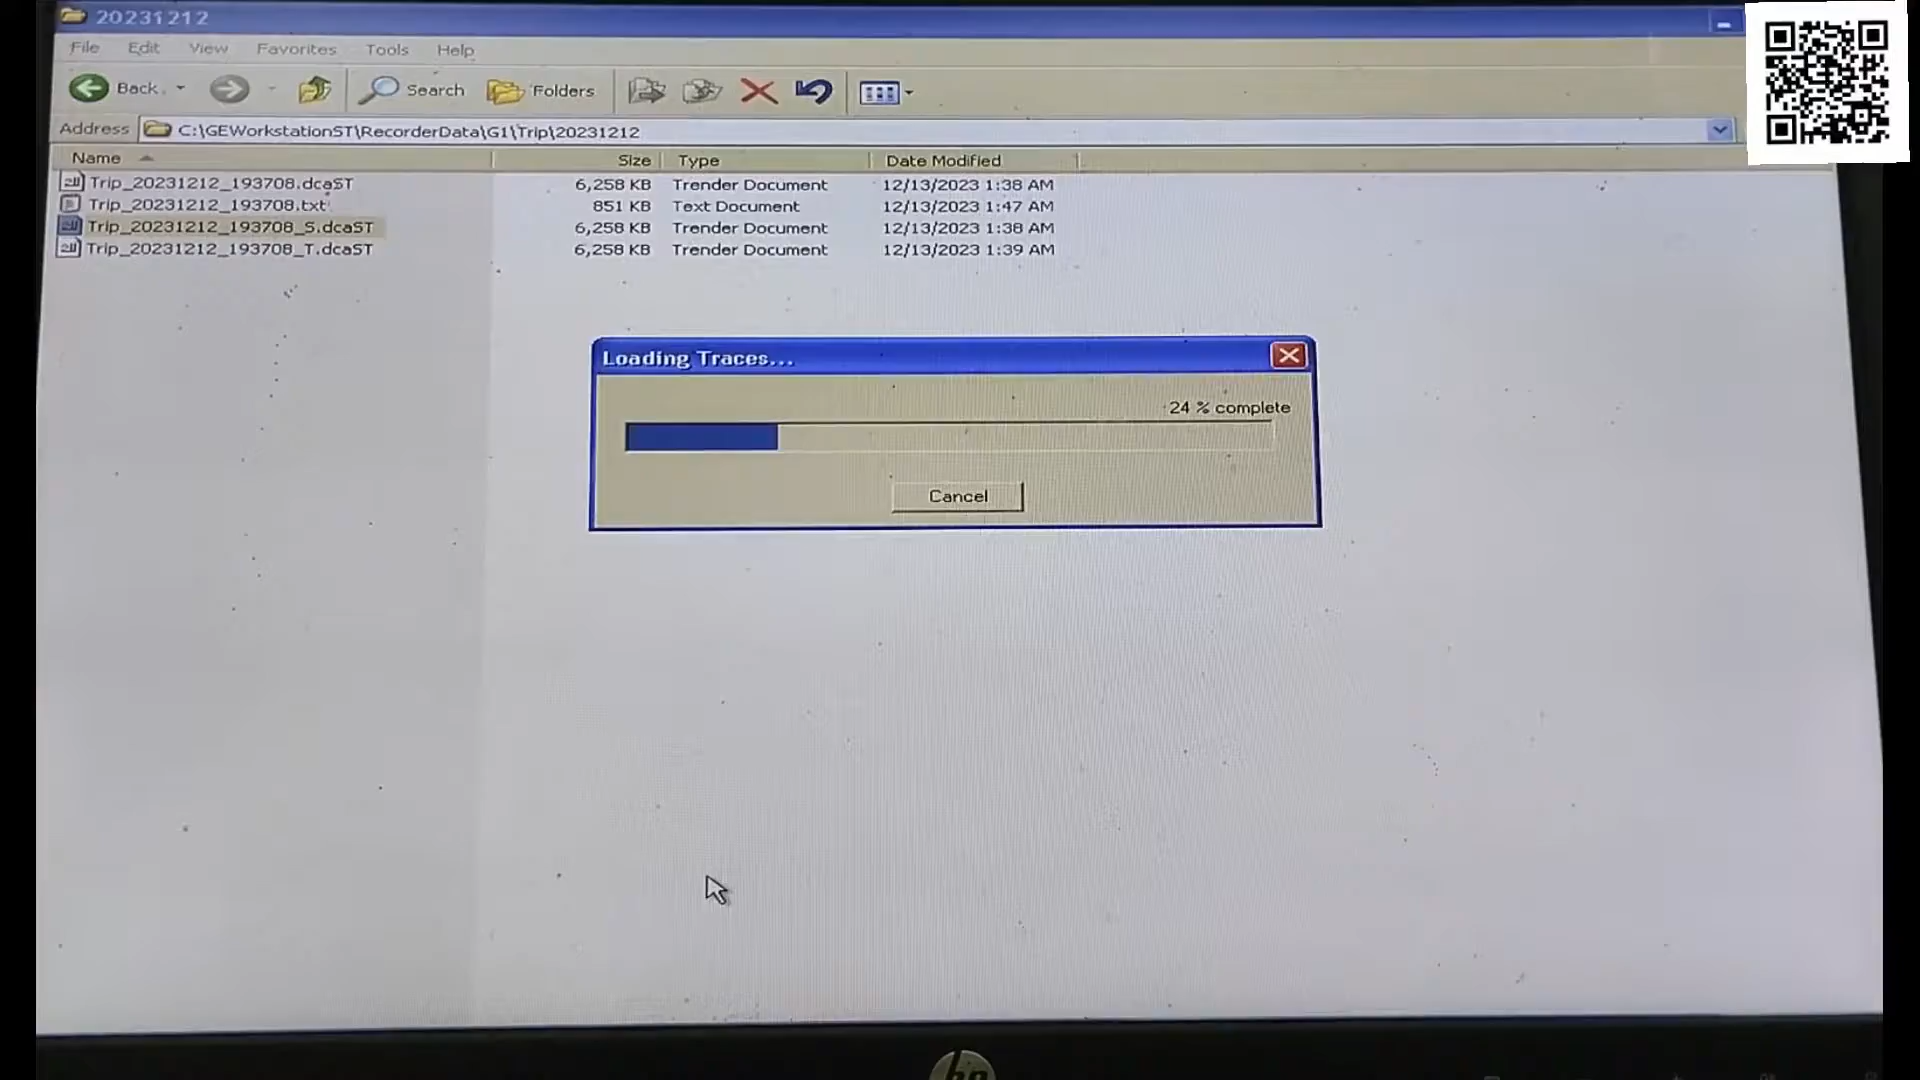 20231212
File Edit View Favorites Tools Help
Back Search Folders
Address C:\GEWorkstationST\RecorderData\G1\Trip\20231212
Name Size Type Date Modified
Trip_20231212_193708.dcaST 6,258 KB Trender Document 12/13/2023 1:38 AM
Trip_20231212_193708.txt 851 KB Text Document 12/13/2023 1:47 AM
Trip_20231212_193708_S.dcaST 6,258 KB Trender Document 12/13/2023 1:38 AM
Trip_20231212_193708_T.dcaST 6,258 KB Trender Document 12/13/2023 1:39 AM
Loading Traces...
24 % complete
Cancel
hp